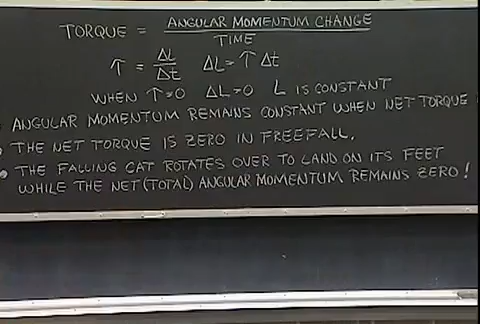 TORQUE = ANGULAR MOMENTUM CHANGE
TIME
τ = ΔL/Δt ΔL = τ Δt
WHEN τ=0 ΔL=0 L IS CONSTANT
ANGULAR MOMENTUM REMAINS CONSTANT WHEN NET TORQUE
THE NET TORQUE IS ZERO IN FREEFALL.
THE FALLING CAT ROTATES OVER TO LAND ON ITS FEET
WHILE THE NET (TOTAL) ANGULAR MOMENTUM REMAINS ZERO!